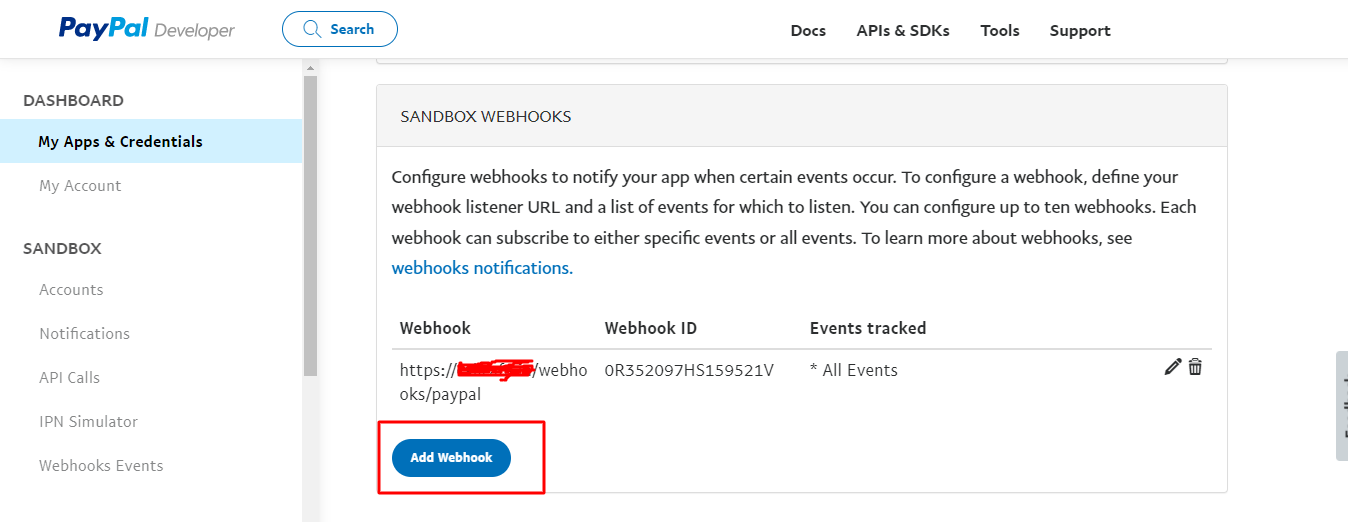 PayPal Developer
Search
Docs
APIs & SDKs
Tools
Support
DASHBOARD
My Apps & Credentials
My Account
SANDBOX
Accounts
Notifications
API Calls
IPN Simulator
Webhooks Events
SANDBOX WEBHOOKS
Configure webhooks to notify your app when certain events occur. To configure a webhook, define your
webhook listener URL and a list of events for which to listen. You can configure up to ten webhooks. Each
webhook can subscribe to either specific events or all events. To learn more about webhooks, see
webhooks notifications.
Webhook Webhook ID Events tracked
https:// /webho 0R352097HS159521V * All Events
oks/paypal
Add Webhook